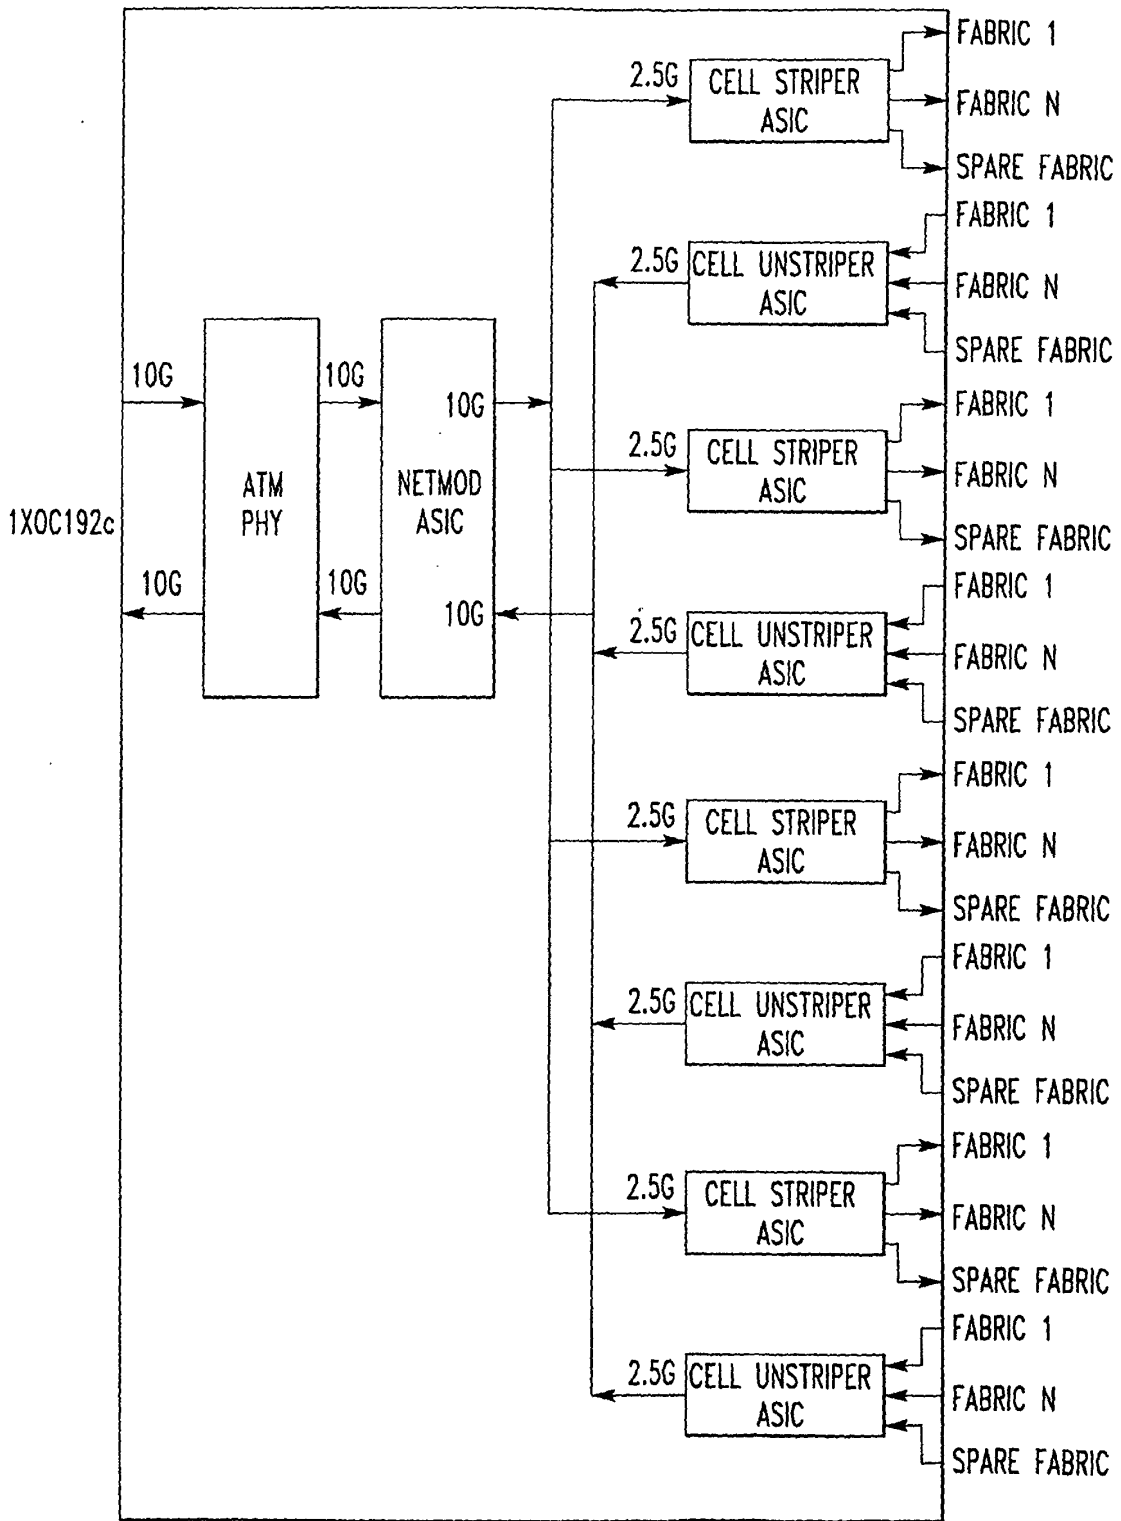 FABRIC 1
2.5G
CELL STRIPER
ASIC
FABRIC N
SPARE FABRIC
FABRIC 1
2.5G
CELL UNSTRIPER
ASIC
FABRIC N
SPARE FABRIC
10G
10G
10G
ATM
PHY
NETMOD
ASIC
1XOC192c
10G
10G
10G
FABRIC 1
2.5G
CELL STRIPER
ASIC
FABRIC N
SPARE FABRIC
FABRIC 1
2.5G
CELL UNSTRIPER
ASIC
FABRIC N
SPARE FABRIC
FABRIC 1
2.5G
CELL STRIPER
ASIC
FABRIC N
SPARE FABRIC
FABRIC 1
2.5G
CELL UNSTRIPER
ASIC
FABRIC N
SPARE FABRIC
FABRIC 1
2.5G
CELL STRIPER
ASIC
FABRIC N
SPARE FABRIC
FABRIC 1
2.5G
CELL UNSTRIPER
ASIC
FABRIC N
SPARE FABRIC